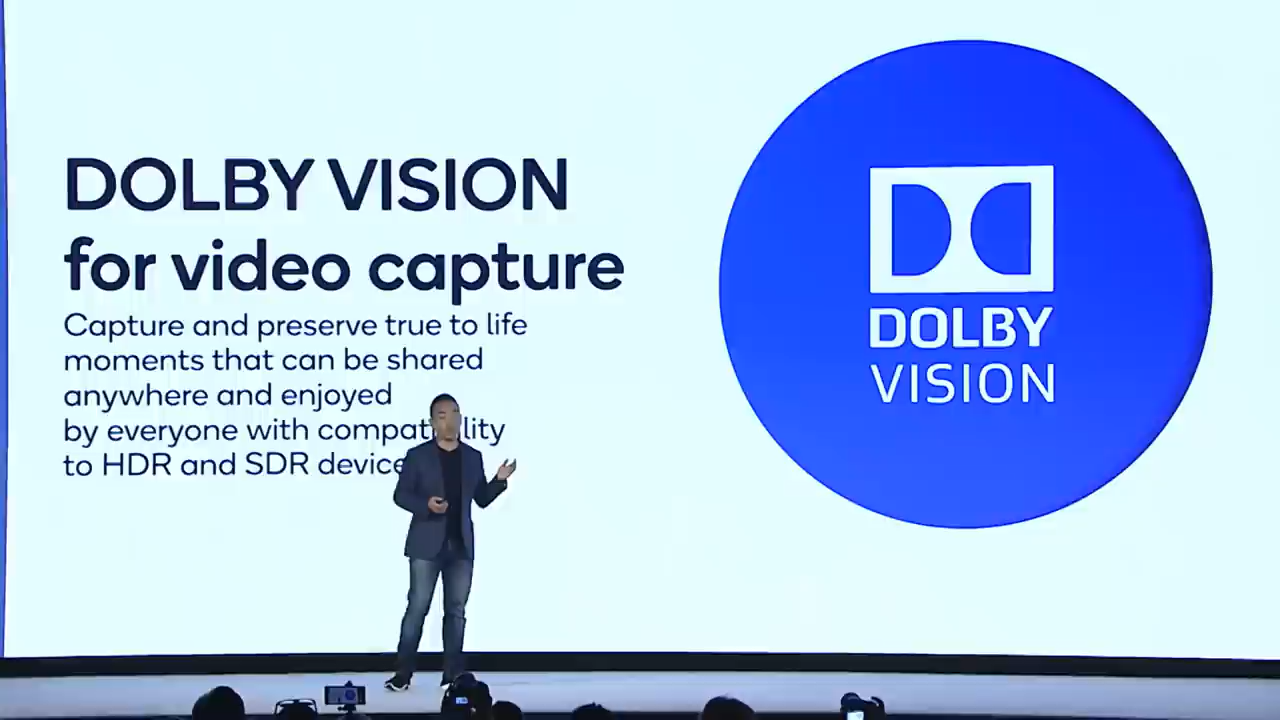 DOLBY VISION
for video capture
Capture and preserve true to life
moments that can be shared
anywhere and enjoyed
by everyone with
to HDR and SDR
DOLBY
VISION